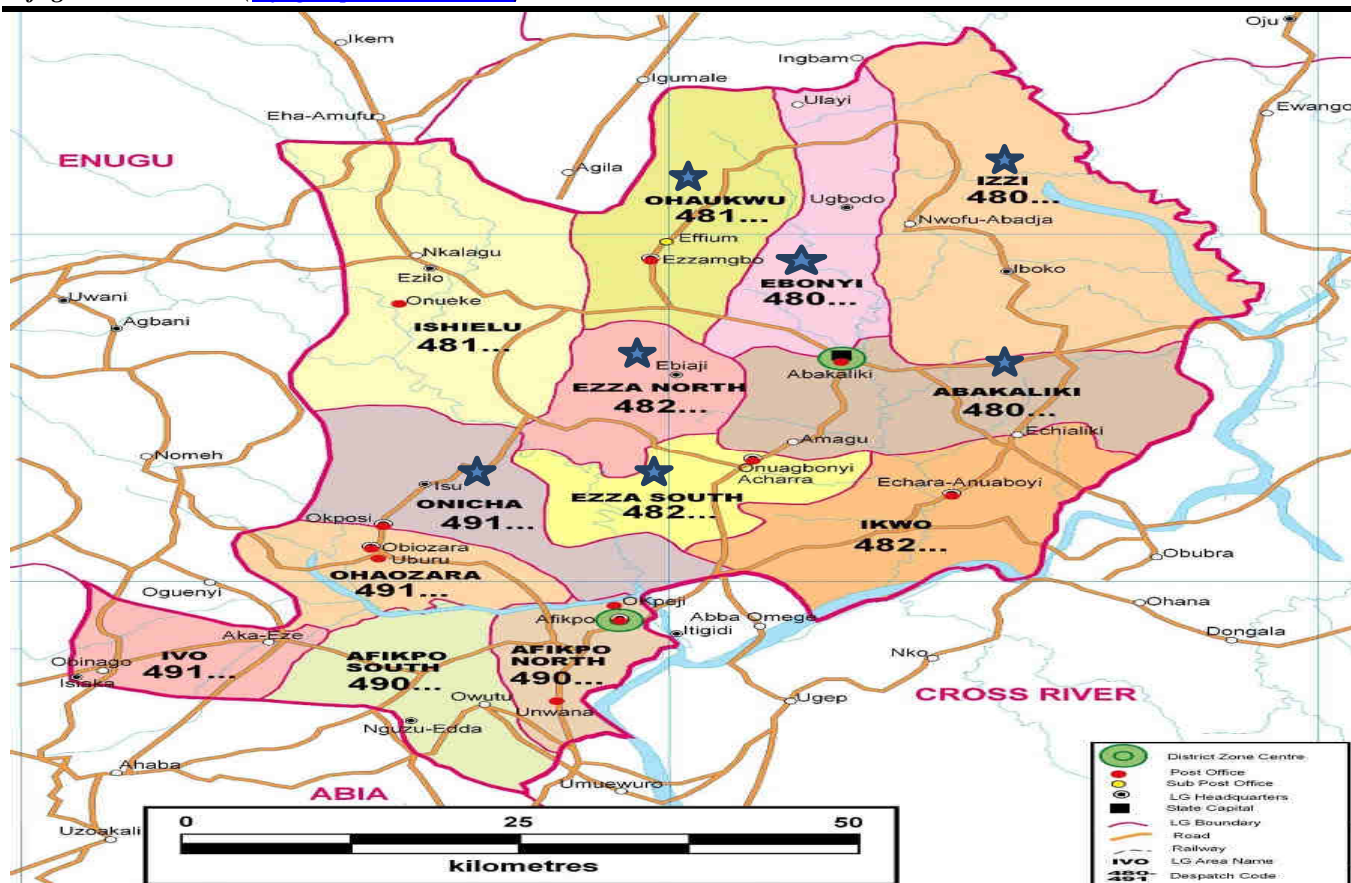 Ikem
Oju
Ingbam
Igumale
Ulayi
Ewango
Eha-Amufu
ENUGU
Agila
IZZI
480...
OHAUKWU
481...
Ugbodo
Nwofu-Abadja
Effium
Nkalagu
Ezzamgbo
Ezilo
Iboko
EBONYI
480...
Uwani
Onueke
Agbani
ISHIELU
481...
Ebiaji
Abakaliki
EZZA NORTH
482...
ABAKALIKI
480...
Echialiki
Amagu
Nomeh
Onuagbonyi
Acharra
Isu
Echara-Anuaboyi
ONICHA
491...
EZZA SOUTH
482...
Okposi
IKWO
482...
Obiozara
Uburu
Obubra
OHAOZARA
491...
Oguenyi
Okpeji
Ohana
Afikpo
Abba Omege
Itigidi
Aka-Eze
Dongala
IVO
491...
AFIKPO
SOUTH
490...
AFIKPO
NORTH
490...
Nko
Obinago
Isiaka
CROSS RIVER
Owutu
Unwana
Ugep
Nguzu-Edda
Ahaba
Umuewuro
ABIA
Uzoakali
0 25 50
kilometres
District Zone Centre
Post Office
Sub Post Office
LG Headquarters
State Capital
LG Boundary
Road
Railway
IVO LG Area Name
480-
491 Despatch Code